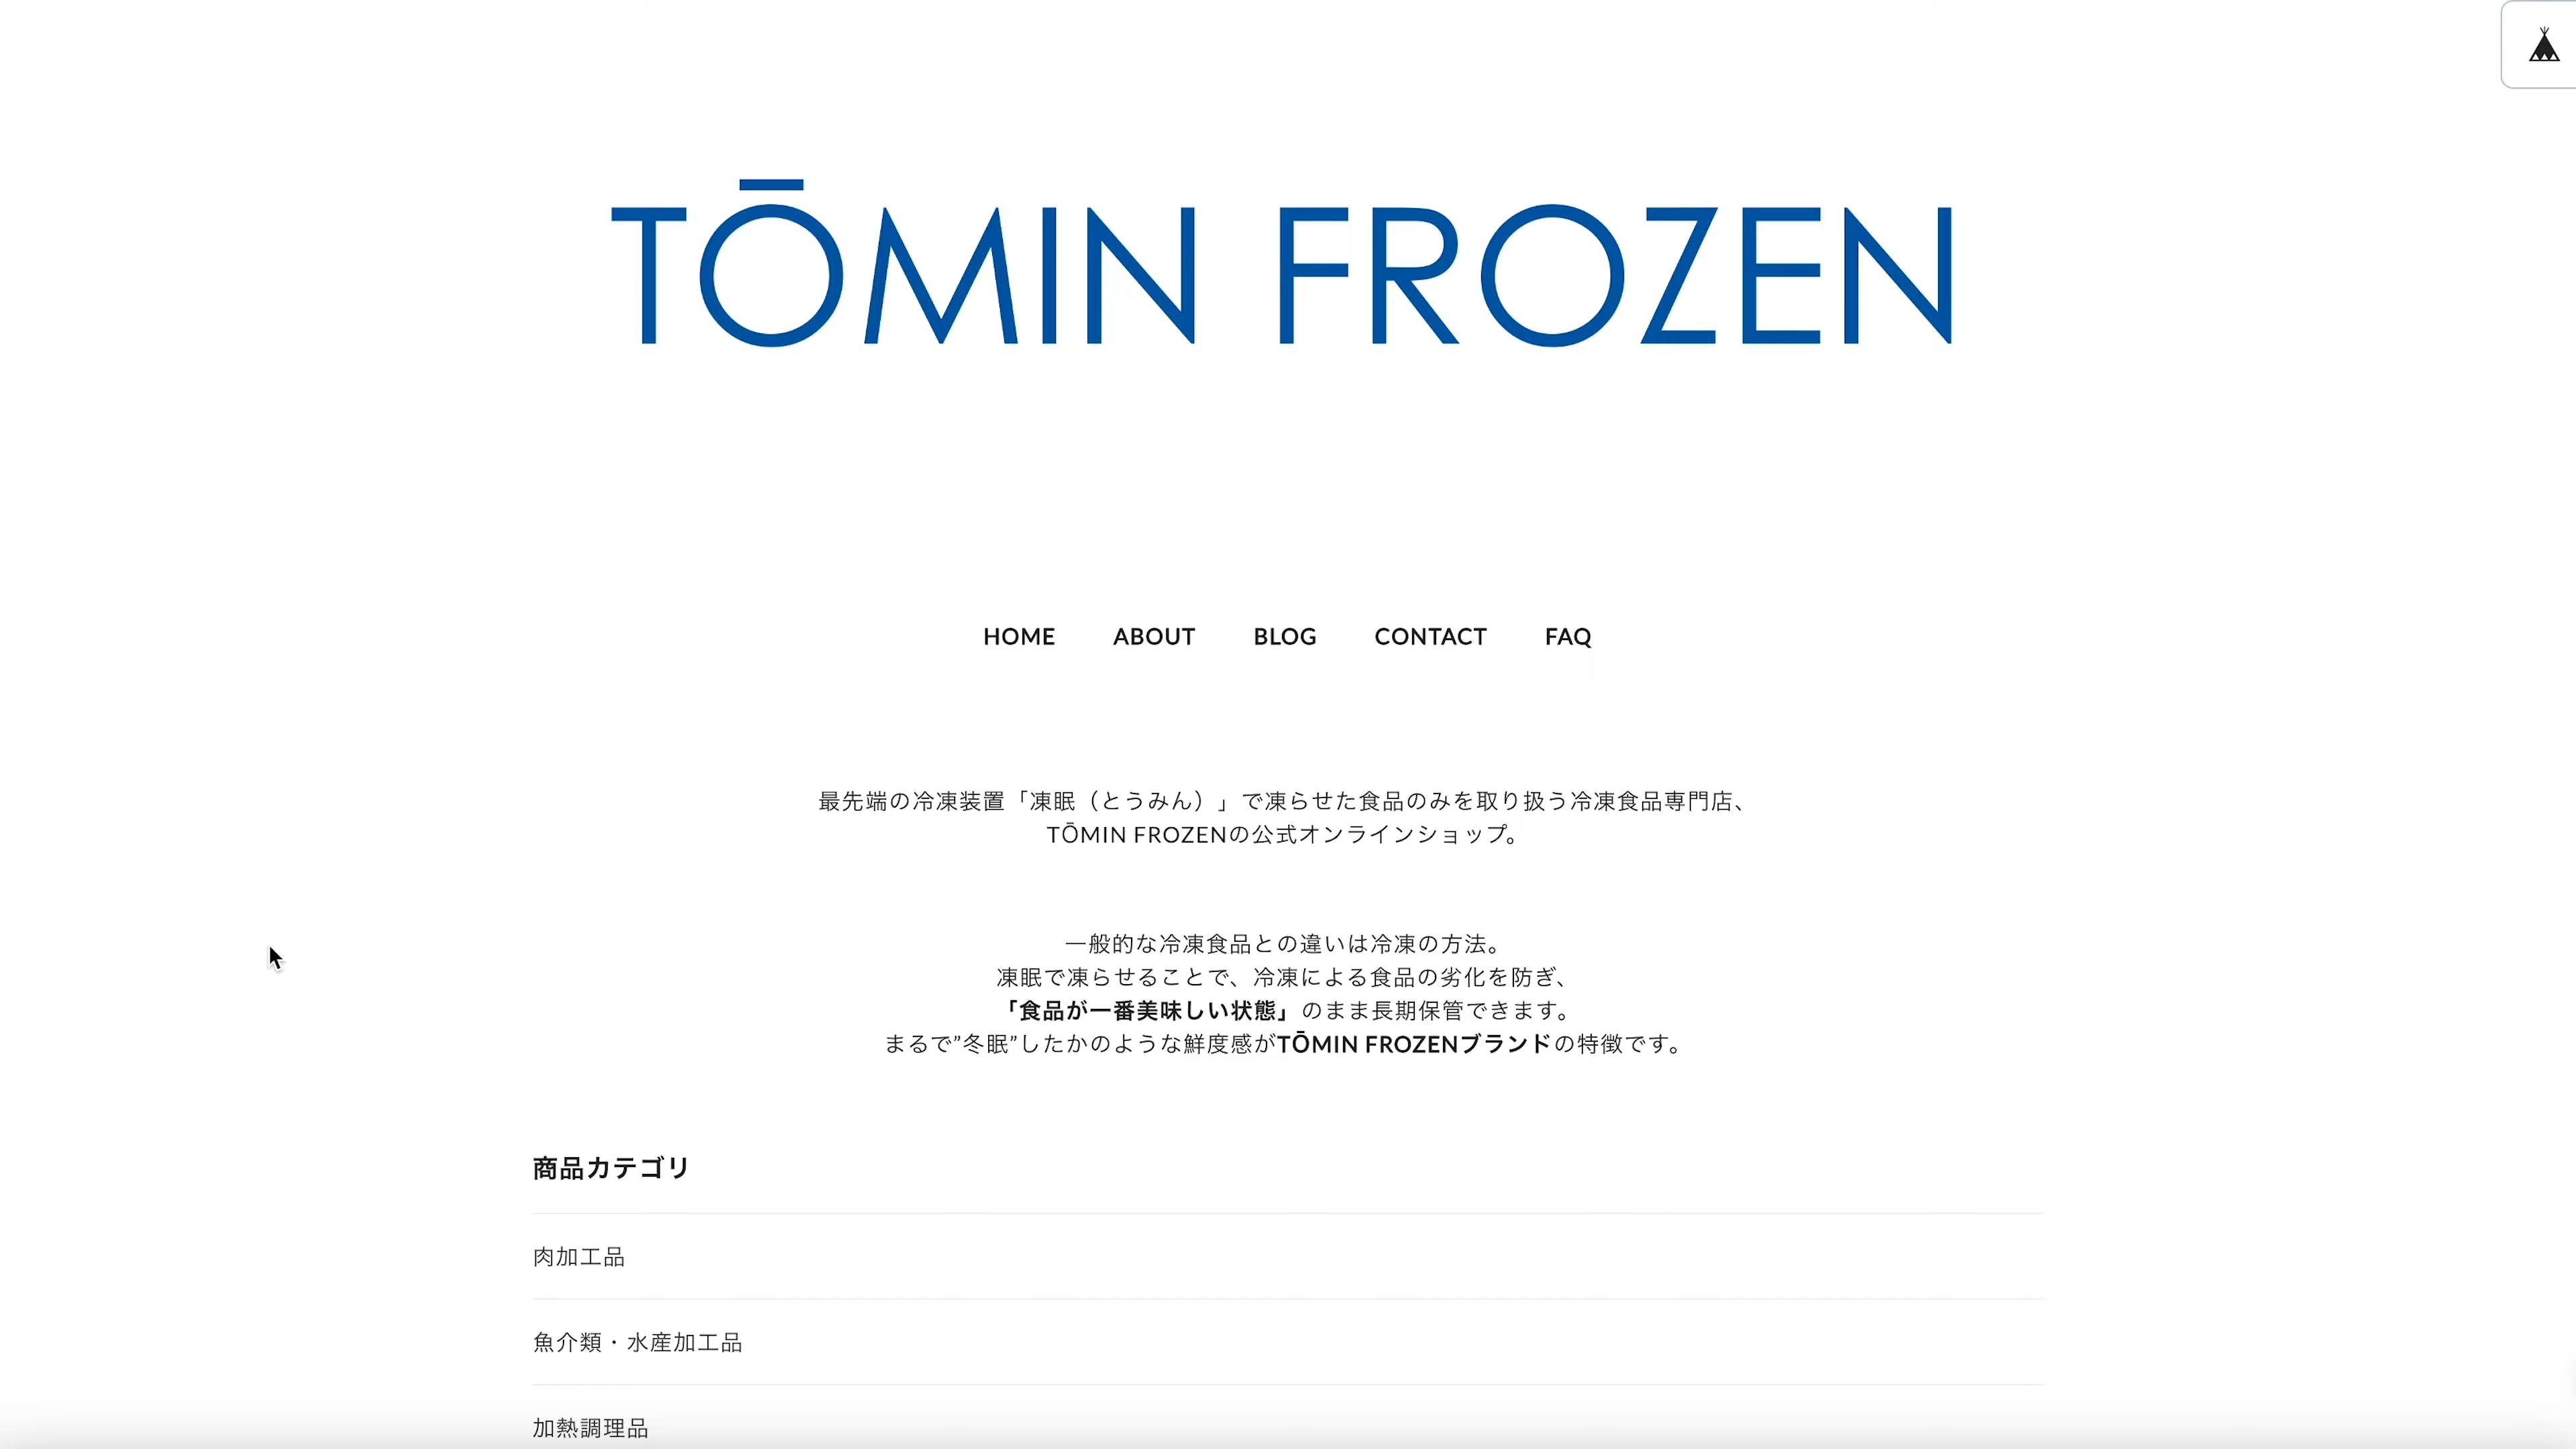 TŌMIN FROZEN
HOME ABOUT BLOG CONTACT FAQ
最先端の冷凍装置「凍眠（とうみん）」で凍らせた食品のみを取り扱う冷凍食品専門店、
TŌMIN FROZENの公式オンラインショップ。
一般的な冷凍食品との違いは冷凍の方法。
凍眠で凍らせることで、冷凍による食品の劣化を防ぎ、
「食品が一番美味しい状態」のまま長期保管できます。
まるで”冬眠”したかのような鮮度感がTŌMIN FROZENブランドの特徴です。
商品カテゴリ
肉加工品
魚介類・水産加工品
加熱調理品